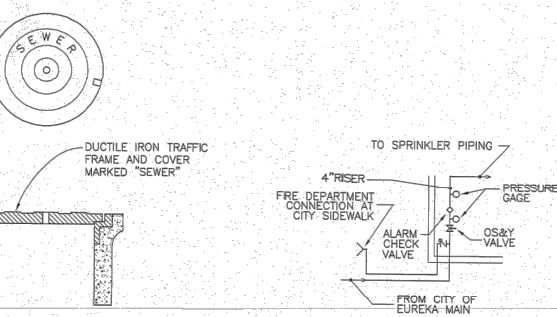 SEWER
DUCTILE IRON TRAFFIC
FRAME AND COVER
MARKED "SEWER"
TO SPRINKLER PIPING
4"RISER
PRESSURE
GAGE
FIRE DEPARTMENT
CONNECTION AT
CITY SIDEWALK
ALARM
CHECK
VALVE
OS&Y
VALVE
FROM CITY OF
EUREKA MAIN